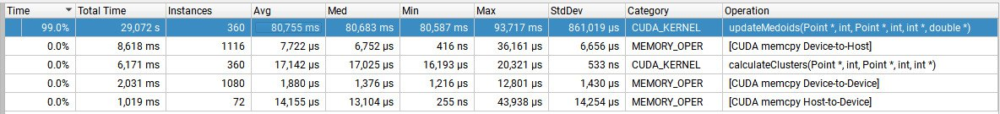 Time Total Time Instances Avg Med Min Max StdDev Category Operation
99.0% 29,072 s 360 80,755 ms 80,683 ms 80,587 ms 93,717 ms 861,019 μs CUDA_KERNEL updateMedoids(Point *, int, Point *, int, int *, double *)
0.0% 8,618 ms 1116 7,722 μs 6,752 μs 416 ns 36,161 μs 6,656 μs MEMORY_OPER [CUDA memcpy Device-to-Host]
0.0% 6,171 ms 360 17,142 μs 17,025 μs 16,193 μs 20,321 μs 533 ns CUDA_KERNEL calculateClusters(Point *, int, Point *, int, int *)
0.0% 2,031 ms 1080 1,880 μs 1,376 μs 1,216 μs 12,801 μs 1,430 μs MEMORY_OPER [CUDA memcpy Device-to-Device]
0.0% 1,019 ms 72 14,155 μs 13,104 μs 255 ns 43,938 μs 14,254 μs MEMORY_OPER [CUDA memcpy Host-to-Device]